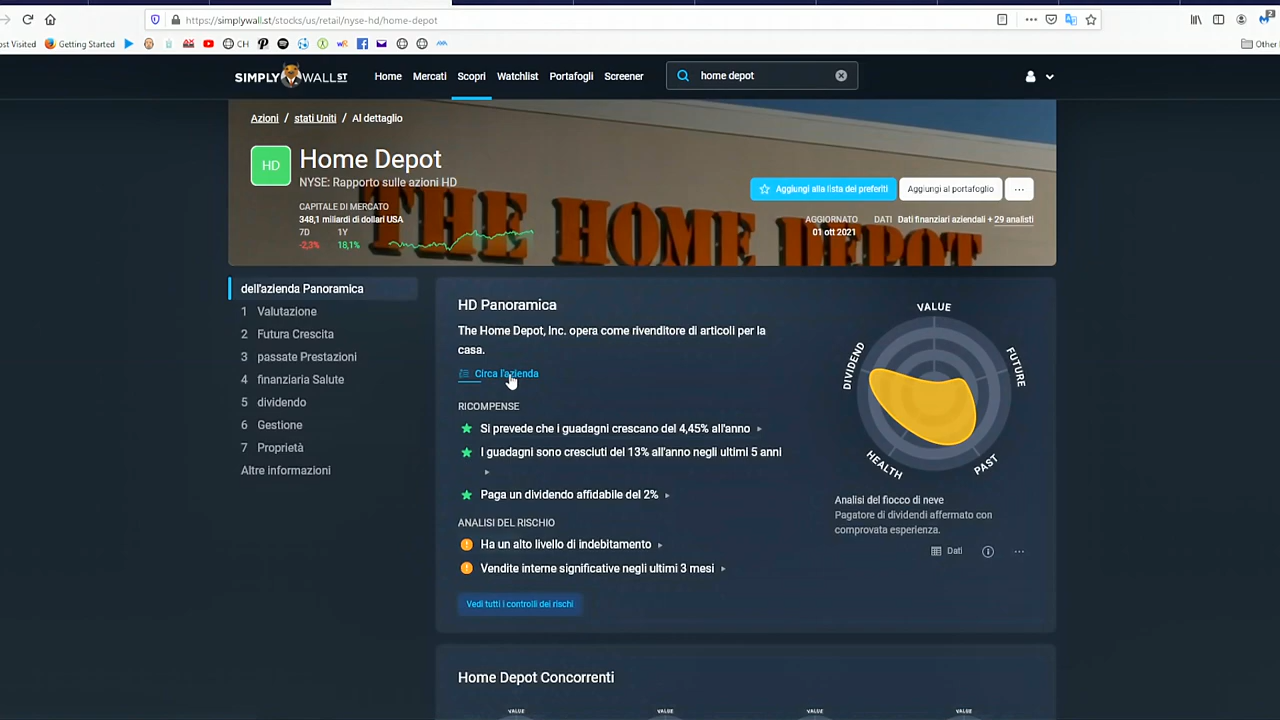 https://simplywall.st/stocks/us/retail/nyse-hd/home-depot
ost Visited
Getting Started
CH
Other
SIMPLY WALL ST
Home
Mercati
Scopri
Watchlist
Portafogli
Screener
home depot
Azioni / stati Uniti / Al dettaglio
HD
Home Depot
NYSE: Rapporto sulle azioni HD
THE HOME DEPOT
Aggiungi alla lista dei preferiti
Aggiungi al portafoglio
CAPITALE DI MERCATO
348,1 miliardi di dollari USA
7D
1Y
-2,3%
18,1%
AGGIORNATO
01 ott 2021
DATI
Dati finanziari aziendali + 29 analisti
dell'azienda Panoramica
1 Valutazione
2 Futura Crescita
3 passate Prestazioni
4 finanziaria Salute
5 dividendo
6 Gestione
7 Proprietà
Altre informazioni
HD Panoramica
The Home Depot, Inc. opera come rivenditore di articoli per la
casa.
Circa l'azienda
RICOMPENSE
Si prevede che i guadagni crescano del 4,45% all'anno
I guadagni sono cresciuti del 13% all'anno negli ultimi 5 anni
Paga un dividendo affidabile del 2%
ANALISI DEL RISCHIO
Ha un alto livello di indebitamento
Vendite interne significative negli ultimi 3 mesi
Vedi tutti i controlli dei rischi
VALUE
FUTURE
PAST
HEALTH
DIVIDEND
Analisi del fiocco di neve
Pagatore di dividendi affermato con
comprovata esperienza.
Dati
Home Depot Concorrenti
VALUE
VALUE
VALUE
VALUE